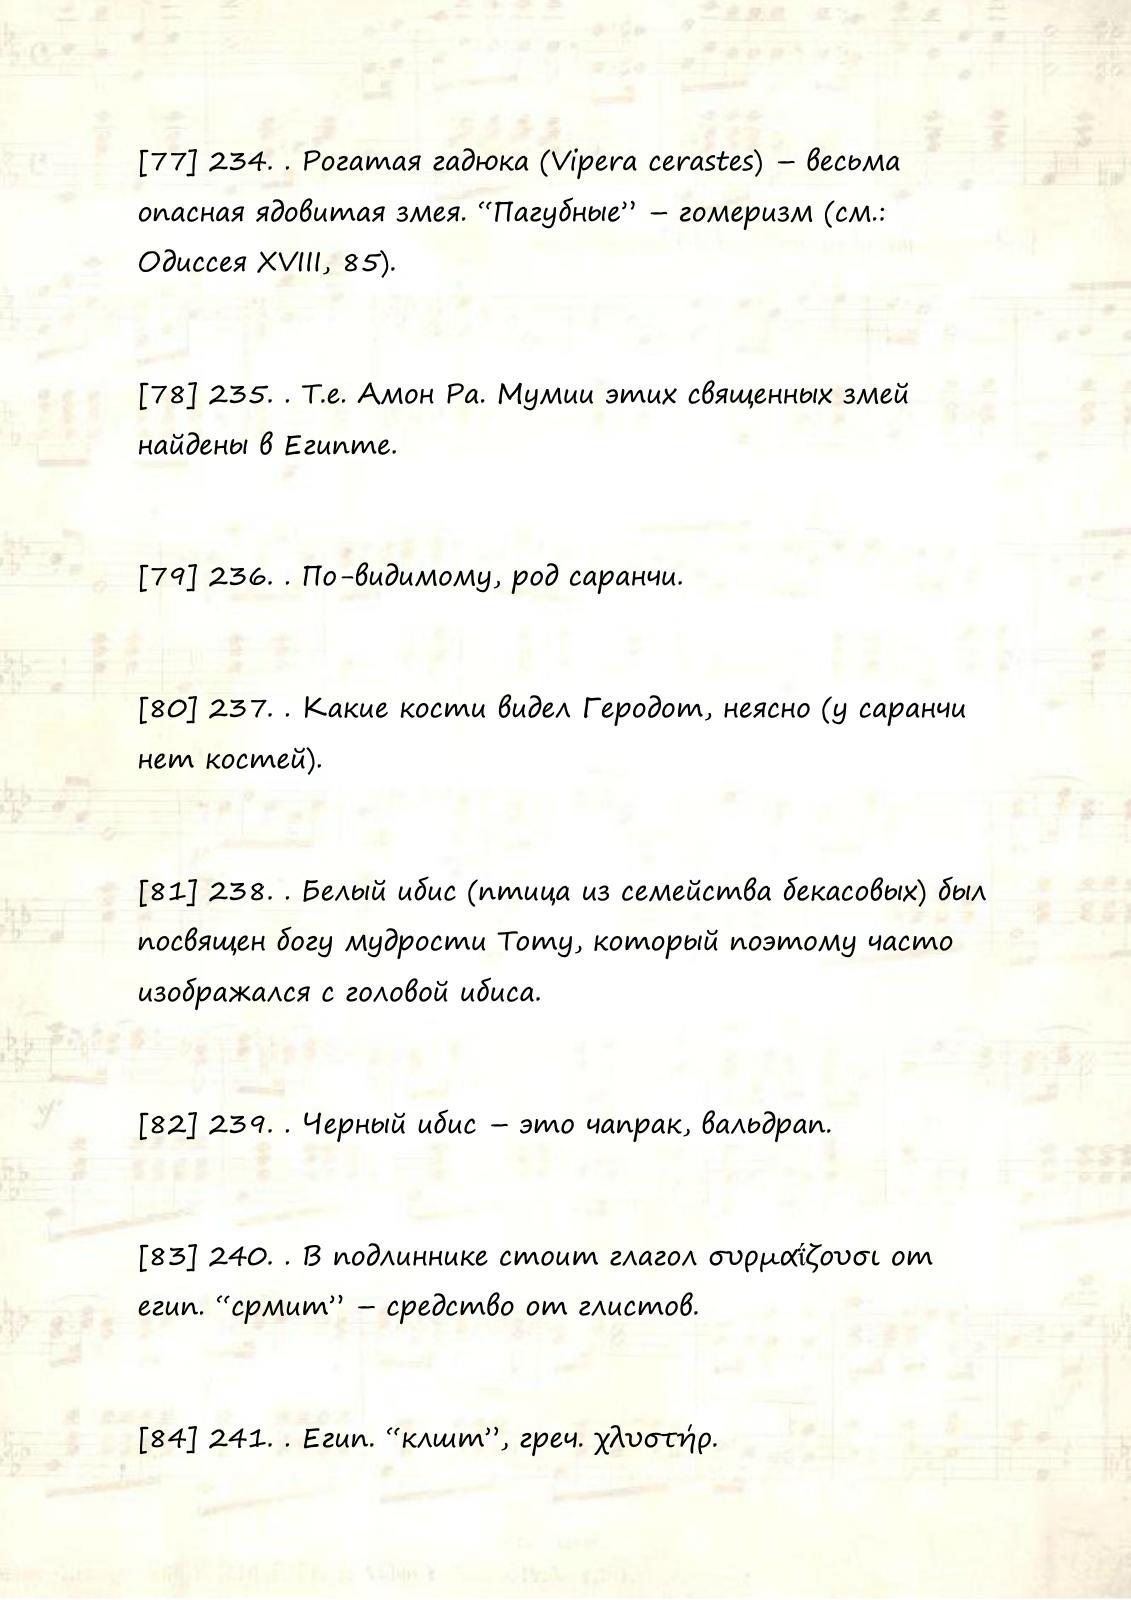 [77] 234. . Рогатая гадюка (Vipera cerastes) – весьма
опасная ядовитая змея. “Пагубные” – гомеризм (см.:
Одиссея XVIII, 85).
[78] 235. . Т.е. Амон Ра. Мумии этих священных змей
найдены в Египте.
[79] 236. . По-видимому, род саранчи.
[80] 237. . Какие кости видел Геродот, неясно (у саранчи
нет костей).
[81] 238. . Белый ибис (птица из семейства бекасовых) был
посвящен богу мудрости Тоту, который поэтому часто
изображался с головой ибиса.
[82] 239. . Черный ибис – это чапрак, вальдрап.
[83] 240. . В подлиннике стоит глагол συρμαΐζουσι от
егип. “срмит” – средство от глистов.
[84] 241. . Егип. “клшт”, греч. χλυστήρ.